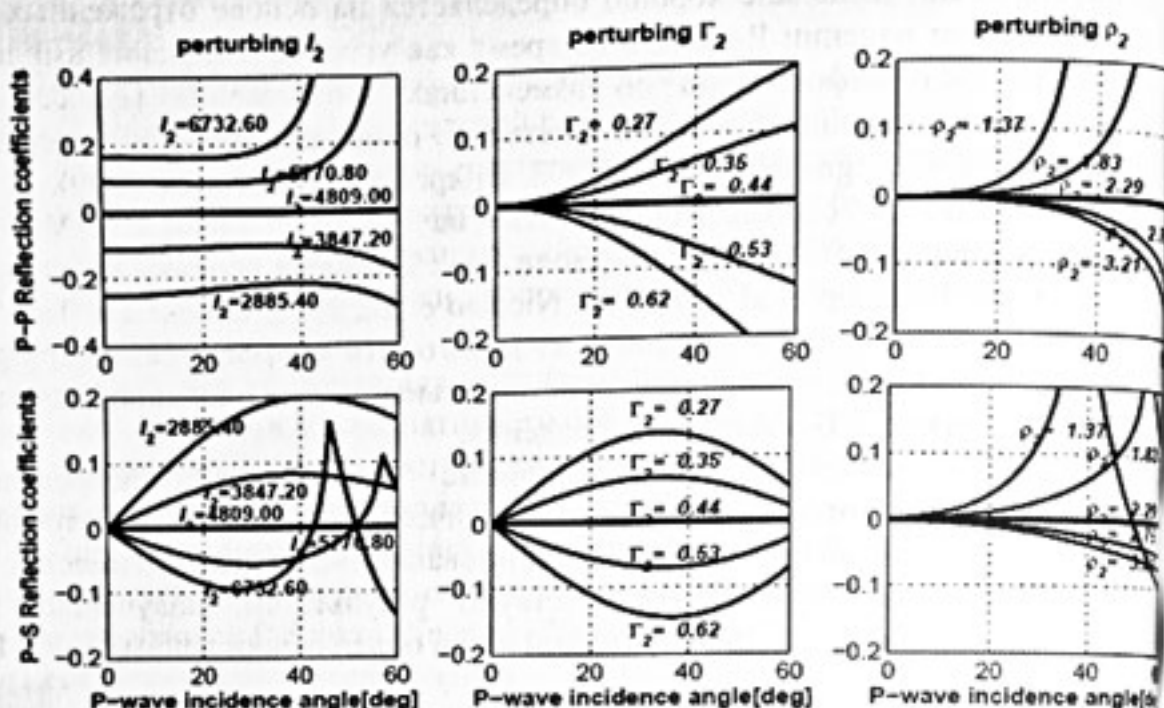 хорошо определяется на основе отраженных
время как
perturbing I₂
perturbing Γ₂
perturbing ρ₂
P–P Reflection coefficients
0.4
0.2
0
−0.2
−0.4
I₂=6732.60
I₂=5770.80
I₂=4809.00
I₂=3847.20
I₂=2885.40
0 20 40 60
0.2
0.1
0
−0.1
−0.2
Γ₂= 0.27
Γ₂= 0.36
Γ₂= 0.44
Γ₂= 0.53
Γ₂= 0.62
0 20 40 60
0.2
0.1
0
−0.1
−0.2
ρ₂= 1.37
ρ₂= 1.83
ρ₂= 2.29
ρ₂= 3.21
0 20 40
P–S Reflection coefficients
0.2
0.1
0
−0.1
−0.2
I₂=2885.40
I₂=3847.20
I₂=4809.00
I₂=5770.80
I₂=6732.60
0 20 40 60
P–wave incidence angle[deg]
0.2
0.1
0
−0.1
−0.2
Γ₂= 0.27
Γ₂= 0.35
Γ₂= 0.44
Γ₂= 0.53
Γ₂= 0.62
0 20 40 60
P–wave incidence angle[deg]
0.2
0.1
0
−0.1
−0.2
ρ₂= 1.37
0 20 40
P–wave incidence angle